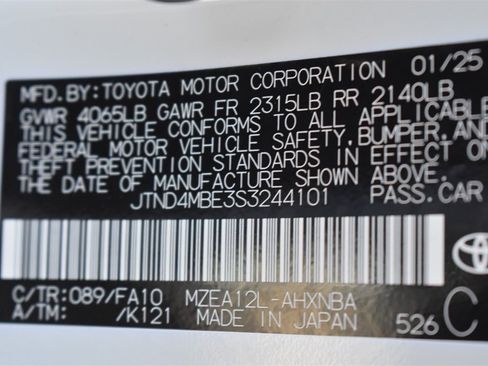 MFD.BY:TOYOTA MOTOR CORPORATION 01/25
GVWR 4065LB GAWR FR 2315LB RR 2140LB
THIS VEHICLE CONFORMS TO ALL APPLICABLE
FEDERAL MOTOR VEHICLE SAFETY,BUMPER,AND
THEFT PREVENTION STANDARDS IN EFFECT ON
THE DATE OF MANUFACTURE SHOWN ABOVE.
JTND4MBE3S3244101 PASS.CAR
C/TR:089/FA10 MZEA12L-AHXNBA
A/TM: /K121 MADE IN JAPAN 526 C
TOYOTA